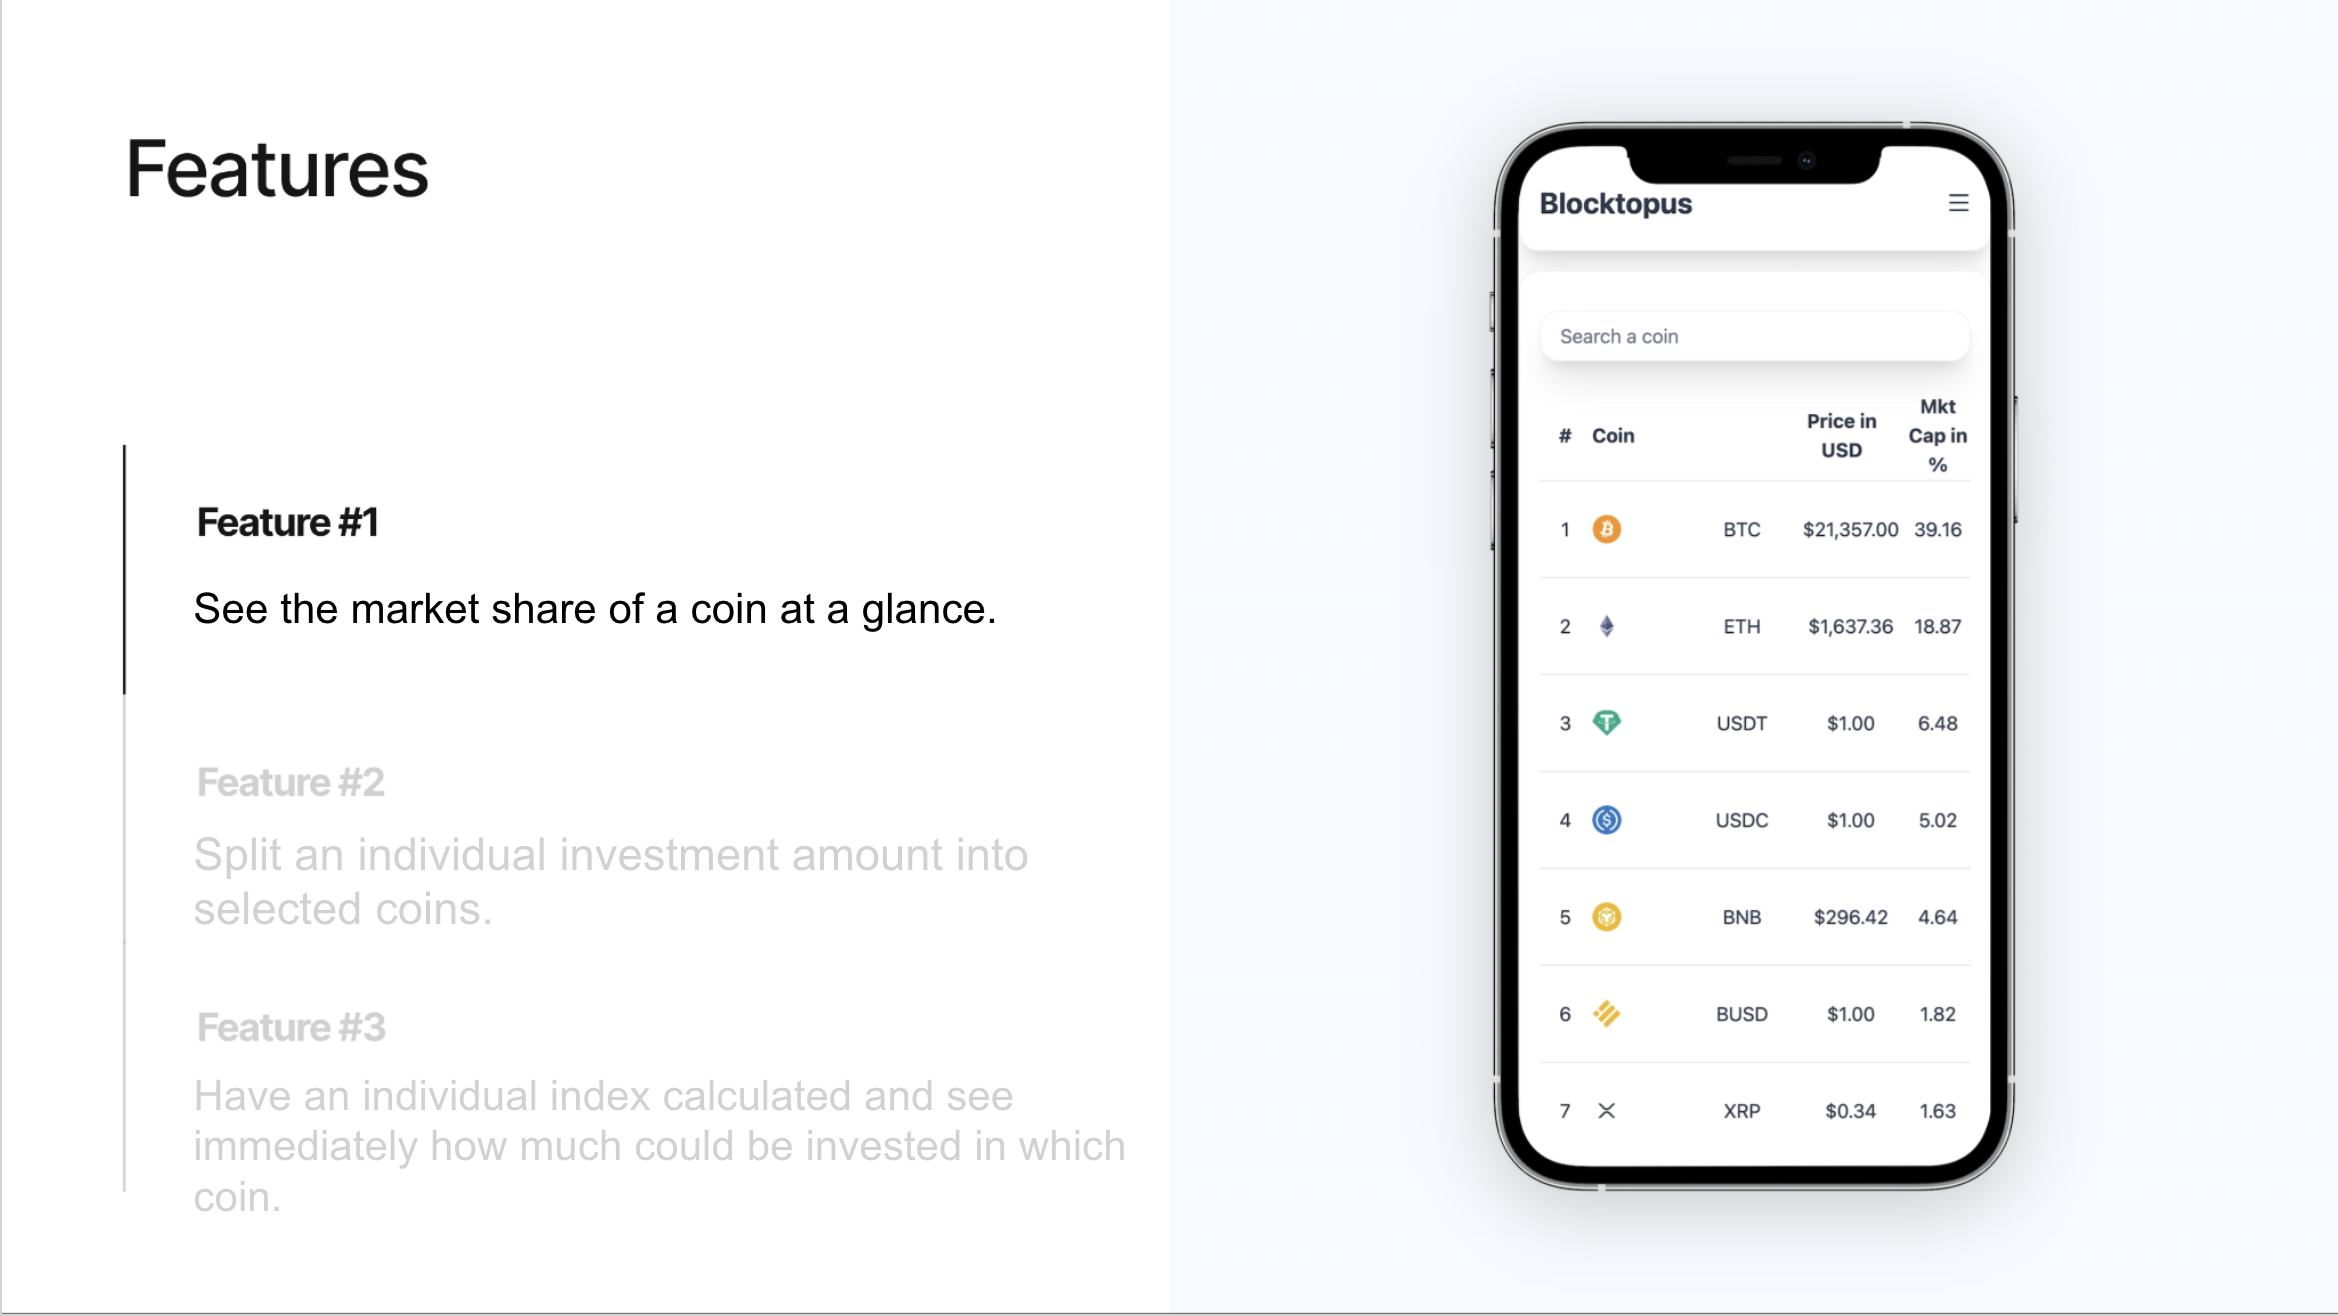 Features
Feature #1
See the market share of a coin at a glance.
Feature #2
Split an individual investment amount into
selected coins.
Feature #3
Have an individual index calculated and see
immediately how much could be invested in which
coin.
Blocktopus
Search a coin
# Coin Price in USD Mkt Cap in %
1 BTC $21,357.00 39.16
2 ETH $1,637.36 18.87
3 USDT $1.00 6.48
4 USDC $1.00 5.02
5 BNB $296.42 4.64
6 BUSD $1.00 1.82
7 XRP $0.34 1.63